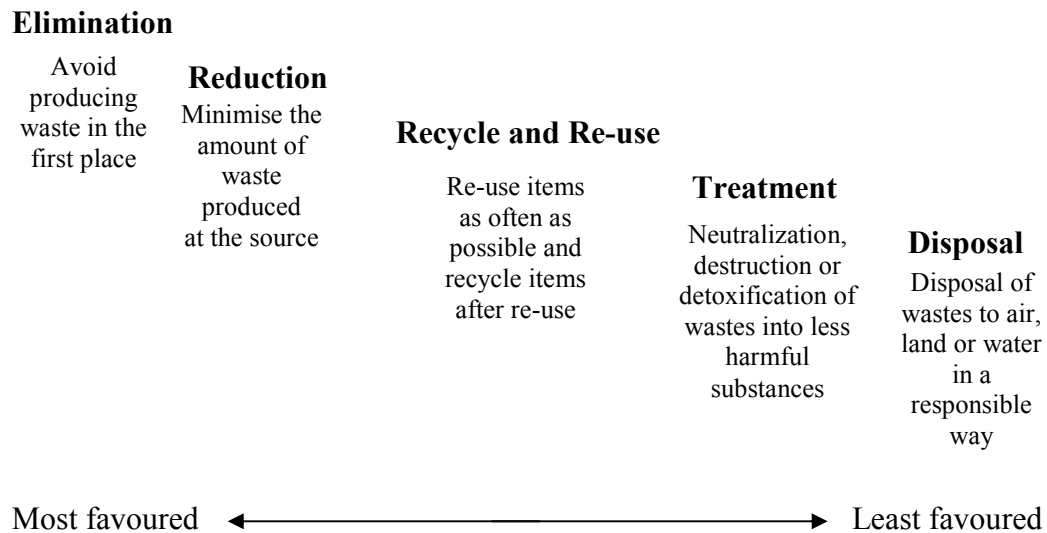 Elimination
Avoid
producing
waste in the
first place
Reduction
Minimise the
amount of
waste
produced
at the source
Recycle and Re-use
Re-use items
as often as
possible and
recycle items
after re-use
Treatment
Neutralization,
destruction or
detoxification of
wastes into less
harmful
substances
Disposal
Disposal of
wastes to air,
land or water
in a
responsible
way
Most favoured
Least favoured